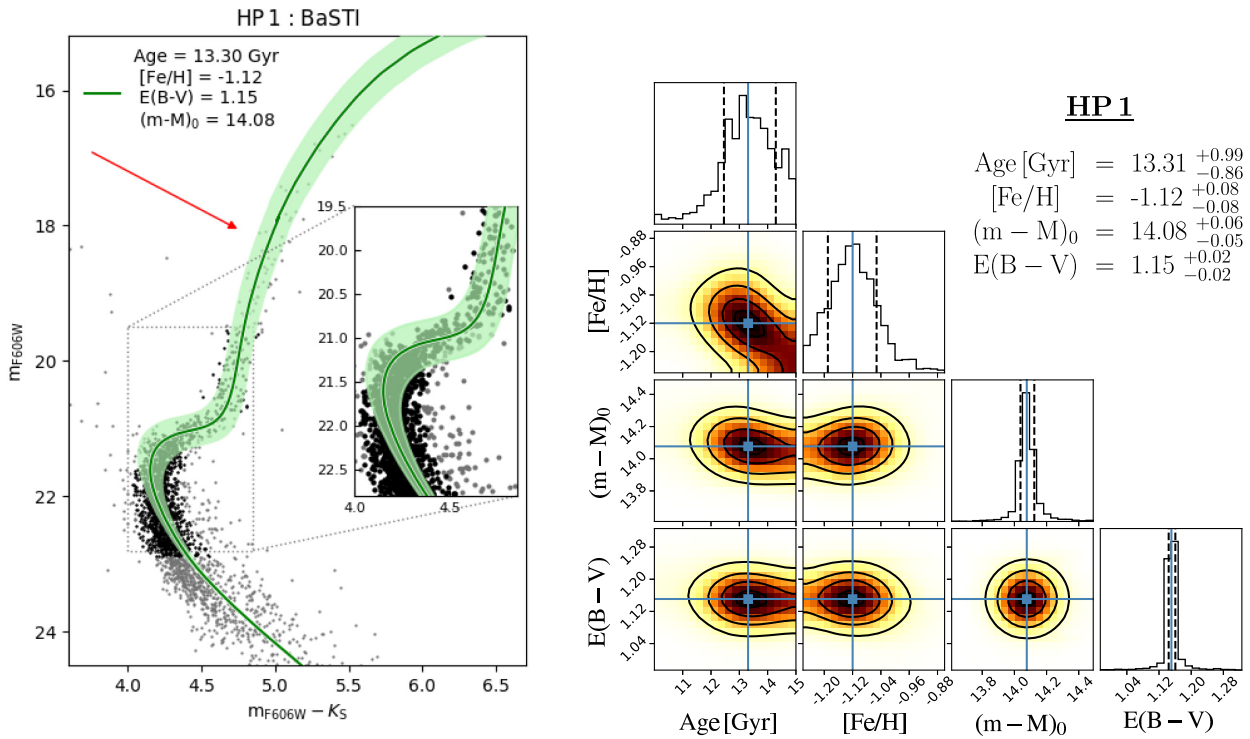 HP 1 : BaSTI
Age = 13.30 Gyr
[Fe/H] = -1.12
E(B-V) = 1.15
(m-M)₀ = 14.08
16
18
20
22
24
m_F606W
4.0
4.5
5.0
5.5
6.0
6.5
m_F606W − K_S
19.5
20.0
20.5
21.0
21.5
22.0
22.5
4.0
4.5
HP 1
Age [Gyr] = 13.31 +0.99 −0.86
[Fe/H] = -1.12 +0.08 −0.08
(m − M)₀ = 14.08 +0.06 −0.05
E(B − V) = 1.15 +0.02 −0.02
[Fe/H]
-0.88
-0.96
-1.04
-1.12
-1.20
(m − M)₀
14.4
14.2
14.0
13.8
E(B − V)
1.28
1.20
1.12
1.04
11
12
13
14
15
Age [Gyr]
-1.20
-1.12
-1.04
-0.96
-0.88
[Fe/H]
13.8
14.0
14.2
14.4
(m − M)₀
1.04
1.12
1.20
1.28
E(B − V)